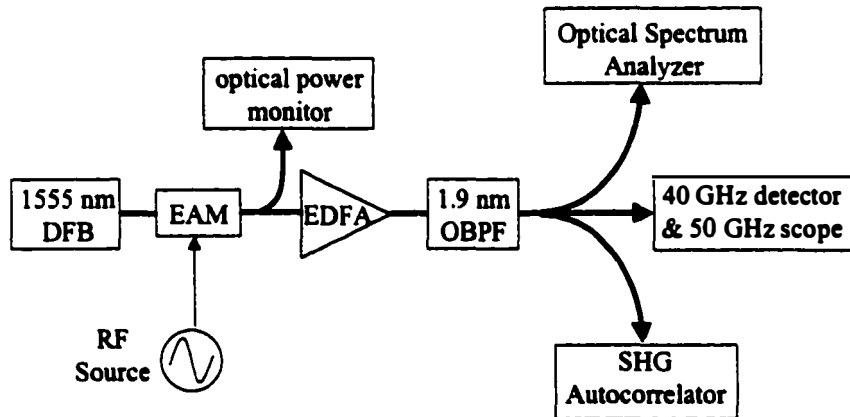 Optical Spectrum
Analyzer
optical power
monitor
1555 nm
DFB
EAM
EDFA
1.9 nm
OBPF
40 GHz detector
& 50 GHz scope
RF
Source
SHG
Autocorrelator